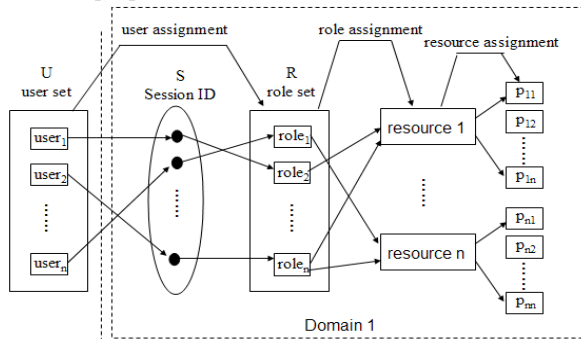 user assignment
role assignment
resource assignment
U
user set
S
Session ID
R
role set
user1
user2
......
usern
......
role1
role2
......
rolen
resource 1
......
resource n
p11
p12
......
p1n
pn1
pn2
......
pnn
Domain 1